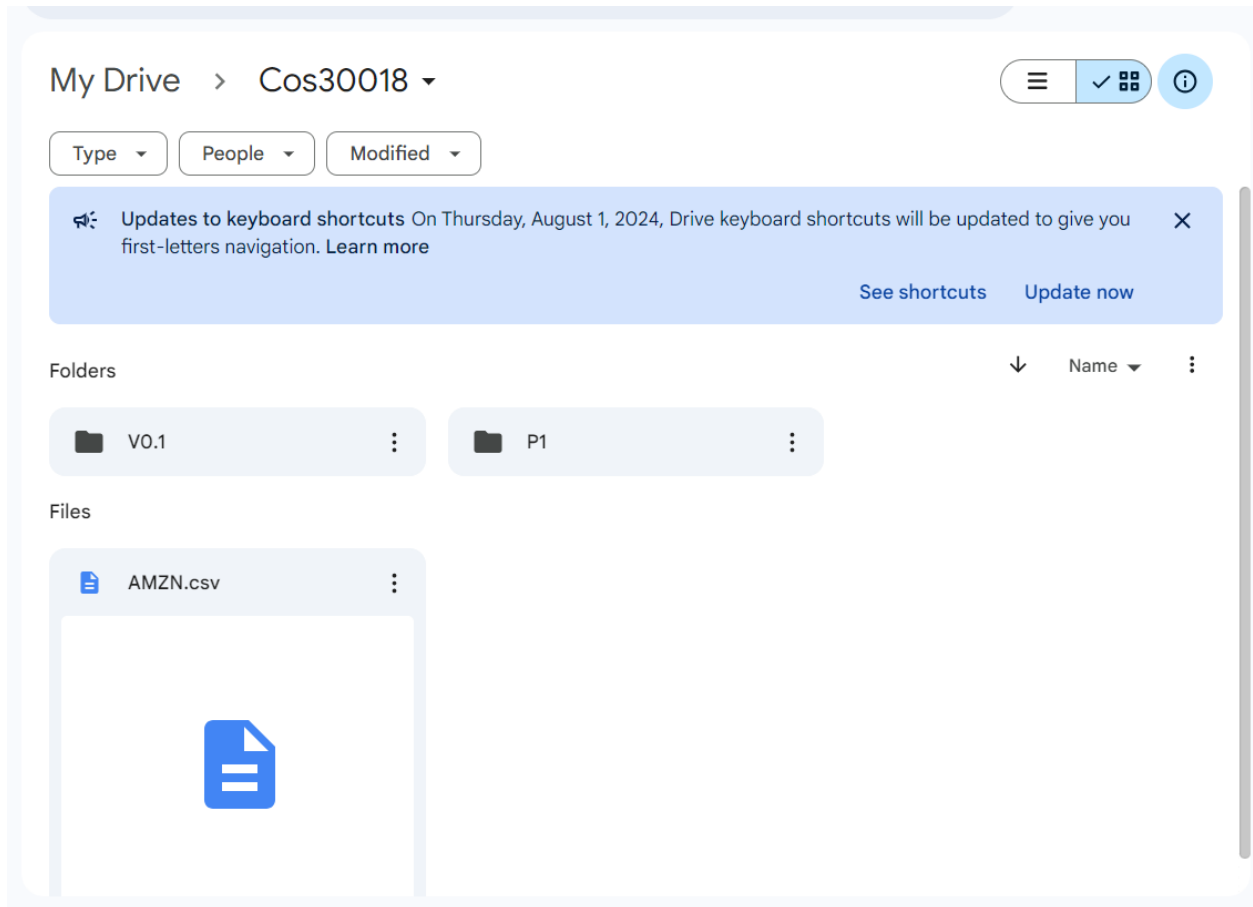 My Drive > Cos30018
Type People Modified
Updates to keyboard shortcuts On Thursday, August 1, 2024, Drive keyboard shortcuts will be updated to give you
first-letters navigation. Learn more
See shortcuts Update now
Folders Name
V0.1 P1
Files
AMZN.csv